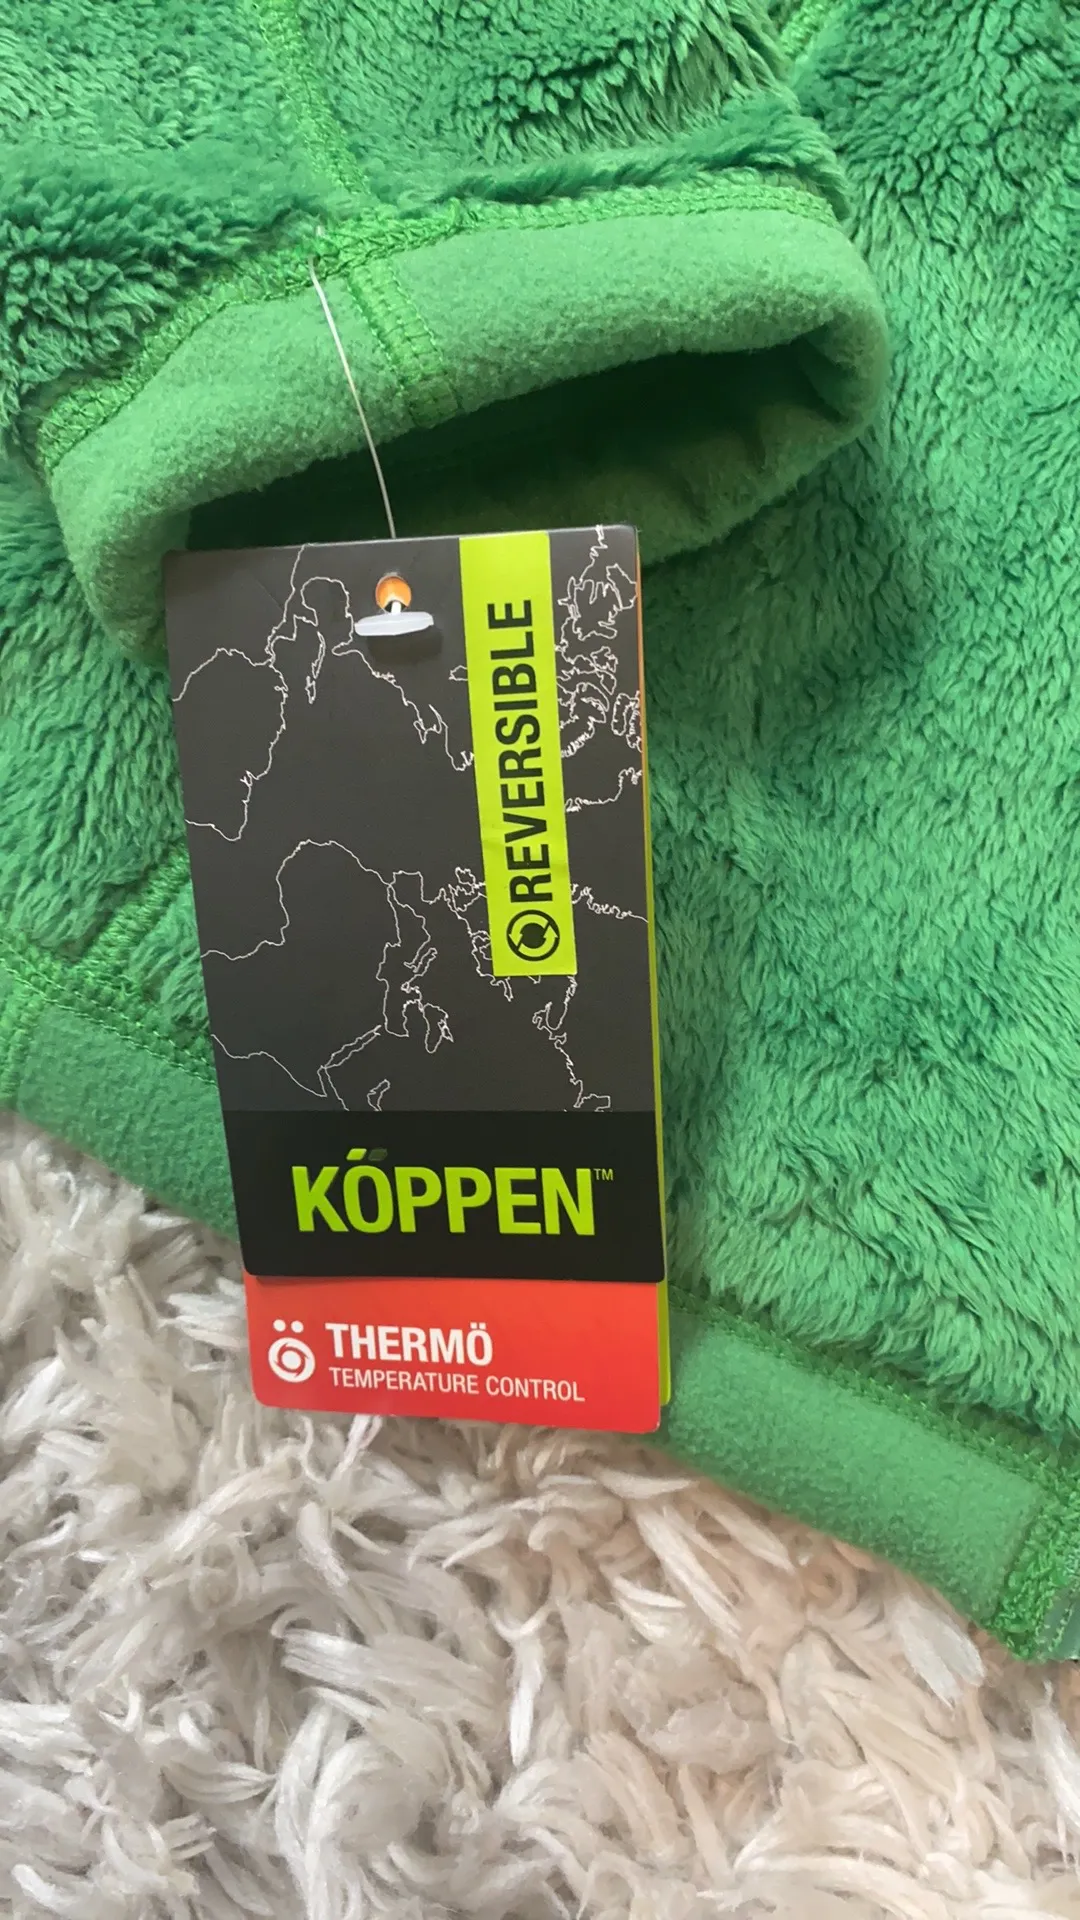 REVERSIBLE
KÖPPEN™
THERMÖ
TEMPERATURE CONTROL